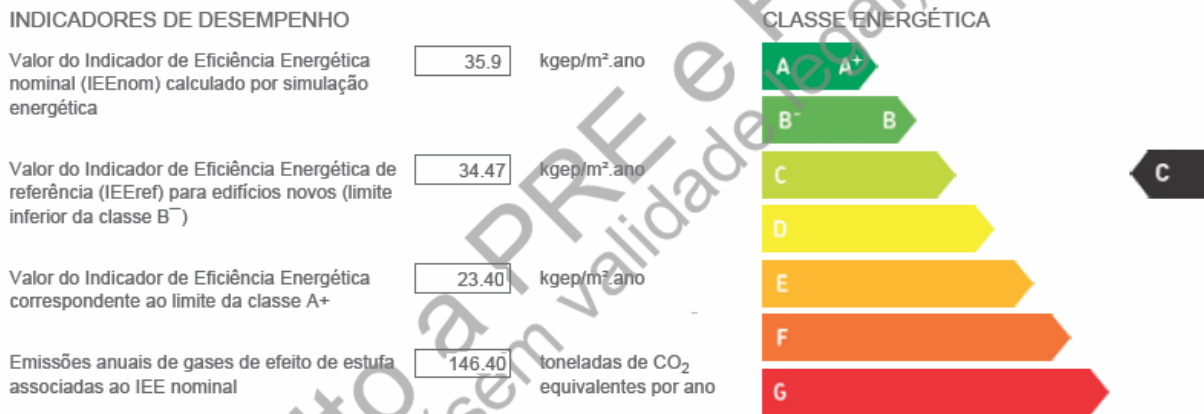 INDICADORES DE DESEMPENHO
Valor do Indicador de Eficiência Energética
nominal (IEEnom) calculado por simulação
energética
35.9 kgep/m².ano
Valor do Indicador de Eficiência Energética de
referência (IEEref) para edifícios novos (limite
inferior da classe B¯)
34.47 kgep/m².ano
Valor do Indicador de Eficiência Energética
correspondente ao limite da classe A+
23.40 kgep/m².ano
Emissões anuais de gases de efeito de estufa
associadas ao IEE nominal
146.40 toneladas de CO₂
equivalentes por ano
CLASSE ENERGÉTICA
A A⁺
B⁻ B
C
D
E
F
G
C
a PRE e
sem validade